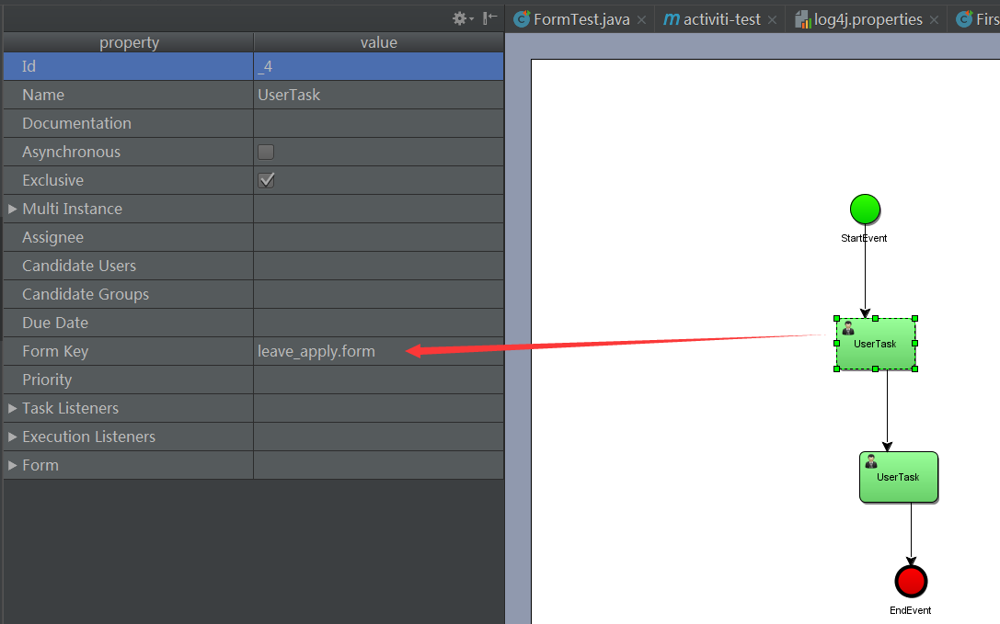 FormTest.java
activiti-test
log4j.properties
Firs
property value
Id _4
Name UserTask
Documentation
Asynchronous
Exclusive
Multi Instance
Assignee
Candidate Users
Candidate Groups
Due Date
Form Key leave_apply.form
Priority
Task Listeners
Execution Listeners
Form
StartEvent
UserTask
UserTask
EndEvent